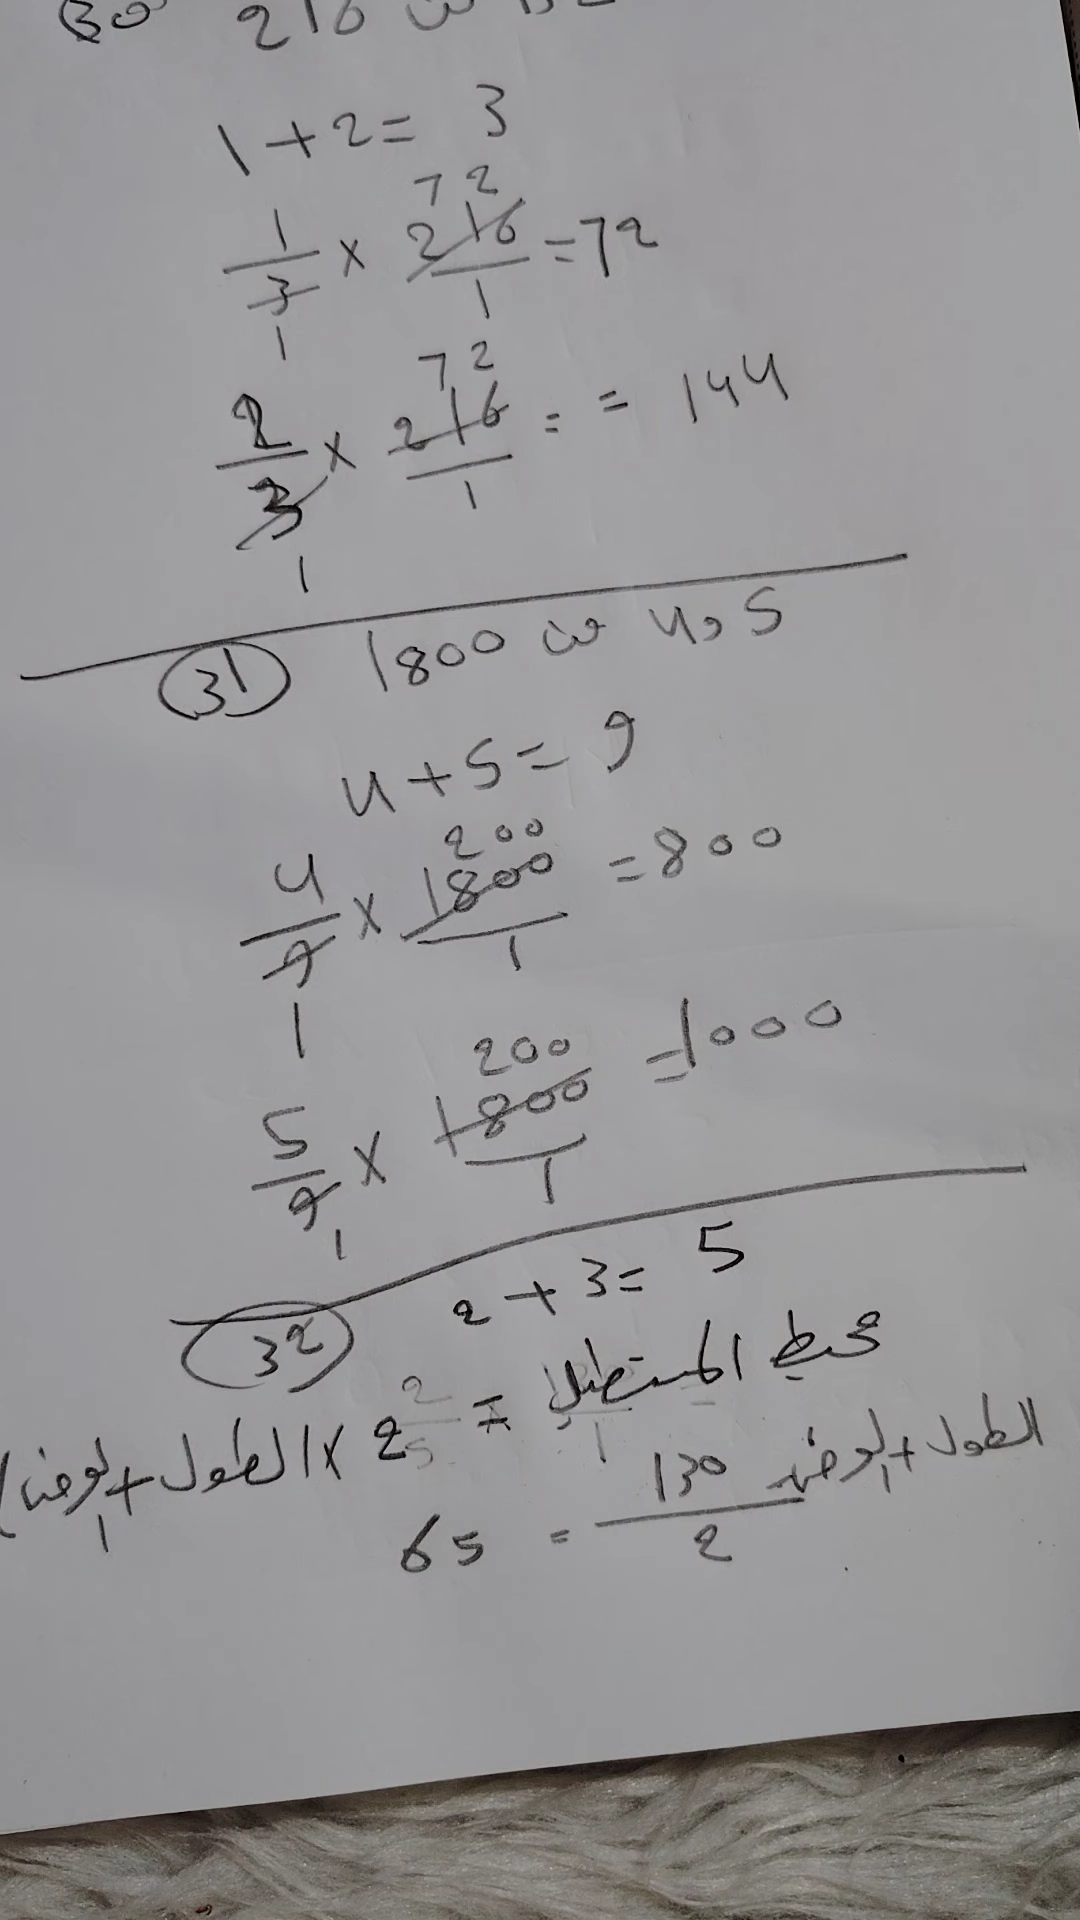 30 216
1 + 2 = 3
72
1/3 × 216/1 = 72
1
72
2/3 × 216/1 = = 144
1
31 1800 من 4 و 5
4 + 5 = 9
200
4/9 × 1800/1 = 800
1
200
5/9 × 1800/1 = 1000
1
32 2 + 3 = 5
محيط المستطيل = 2 × (الطول + العرض)
الطول + العرض 130/2 = 65